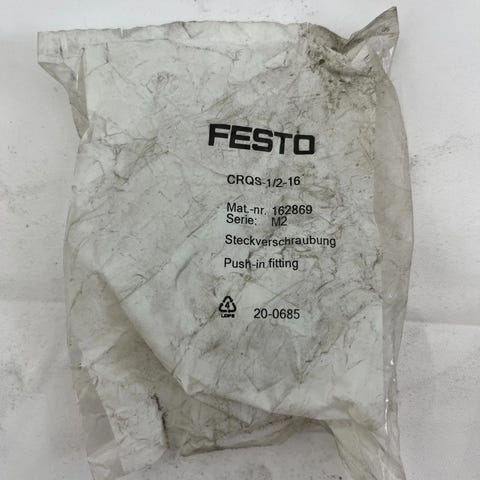 FESTO
CRQS-1/2-16
Mat.-nr. 162869
Serie: M2
Steckverschraubung
Push-in fitting
4
LDPE
20-0685